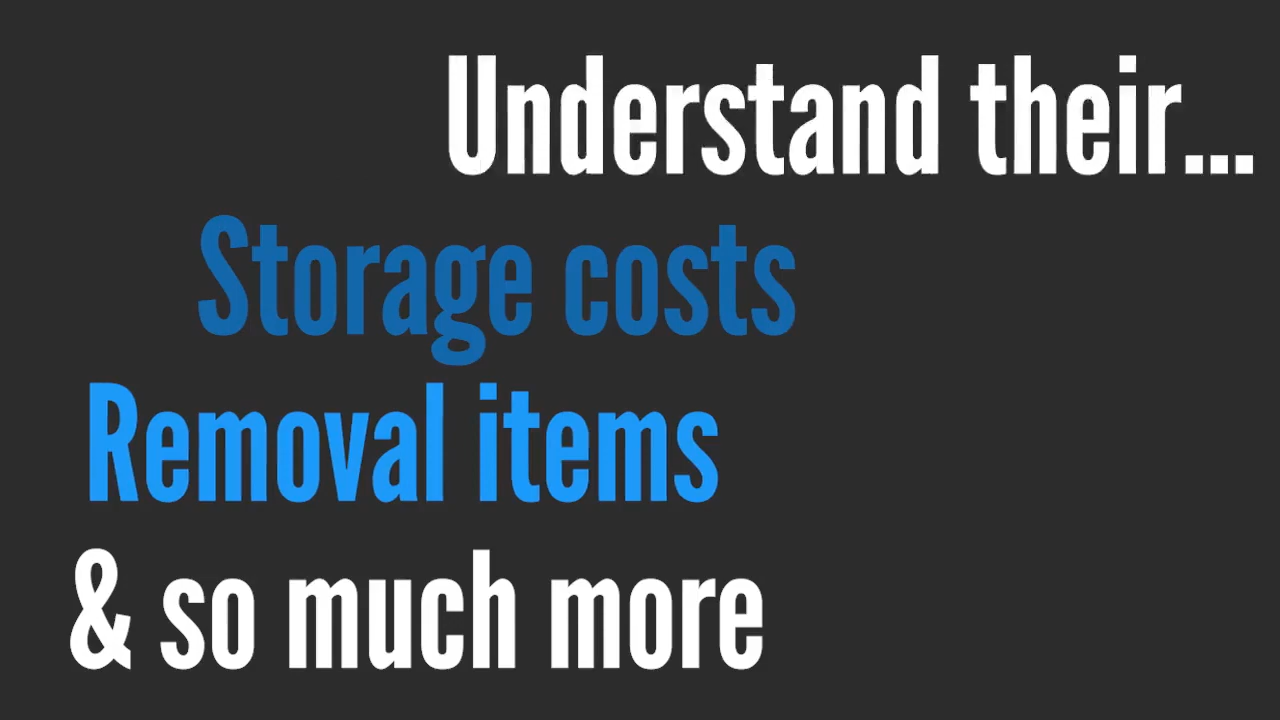 Understand their...
Storage costs
Removal items
& so much more